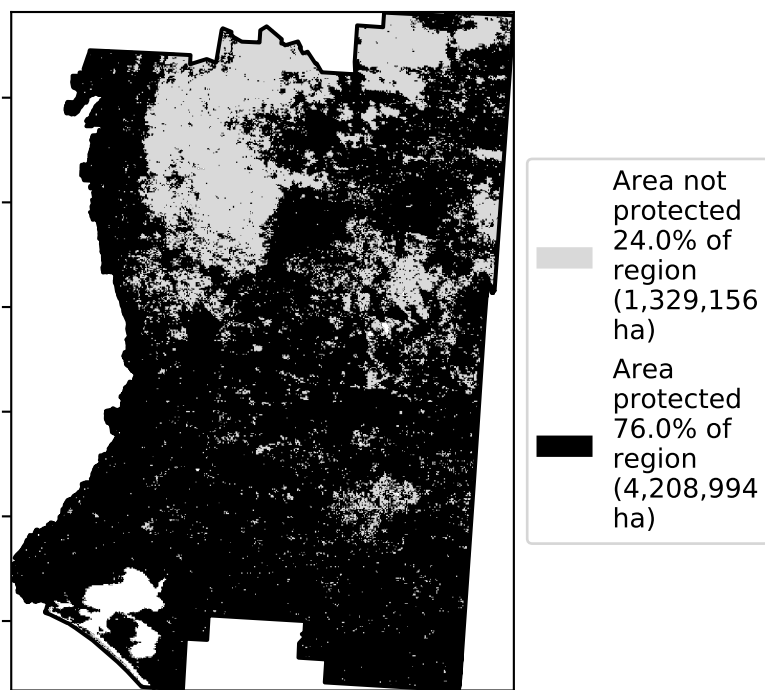 Area not
protected
24.0% of
region
(1,329,156
ha)
Area
protected
76.0% of
region
(4,208,994
ha)